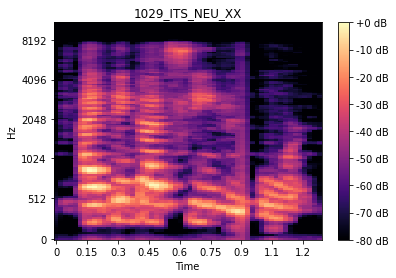 1029_ITS_NEU_XX
+0 dB
8192
-10 dB
4096
-20 dB
-30 dB
2048
Hz
-40 dB
1024
-50 dB
512
-60 dB
-70 dB
0
-80 dB
0 0.15 0.3 0.45 0.6 0.75 0.9 1.1 1.2
Time